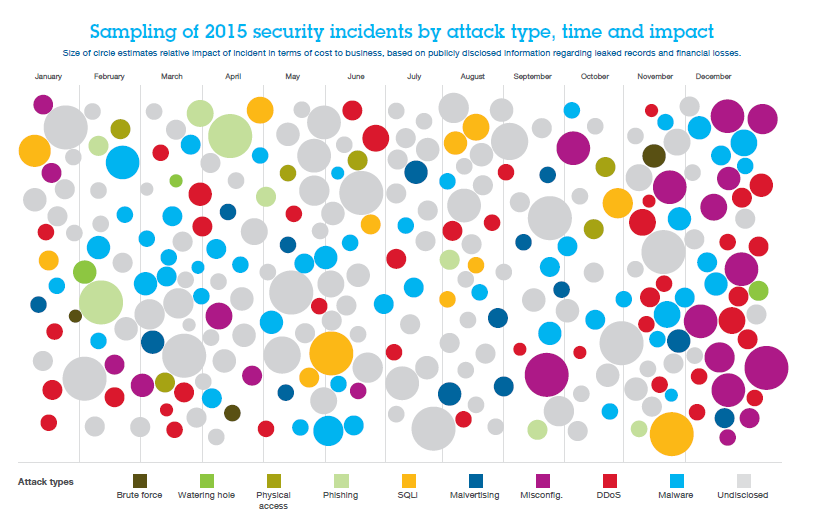 Sampling of 2015 security incidents by attack type, time and impact
Size of circle estimates relative impact of incident in terms of cost to business, based on publicly disclosed information regarding leaked records and financial losses.
January February March April May June July August September October November December
Attack types
Brute force Watering hole Physical access Phishing SQLi Malvertising Misconfig. DDoS Malware Undisclosed